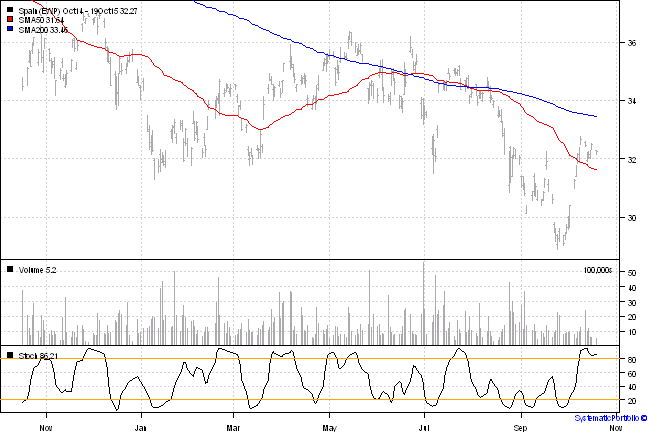 Spain (EWP) Oct14 - 19Oct15 32.27
SMA50 31.64
SMA200 33.46
36
34
32
30
Volume 5.2
100,000s
50
40
30
20
10
Stoch 86.21
80
60
40
20
Nov Jan Mar May Jul Sep Nov
SystematicPortfolio ©